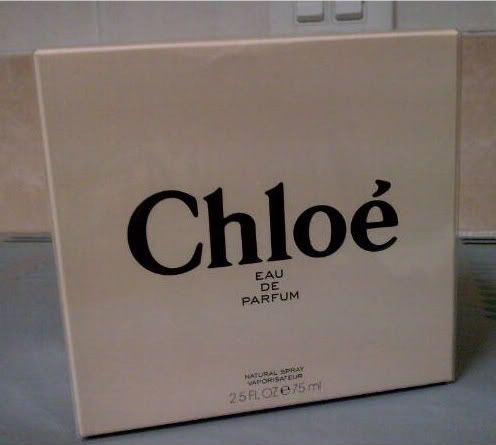 Chloé
EAU
DE
PARFUM
NATURAL SPRAY
VAPORISATEUR
2.5 FL OZ ℮ 75 ml